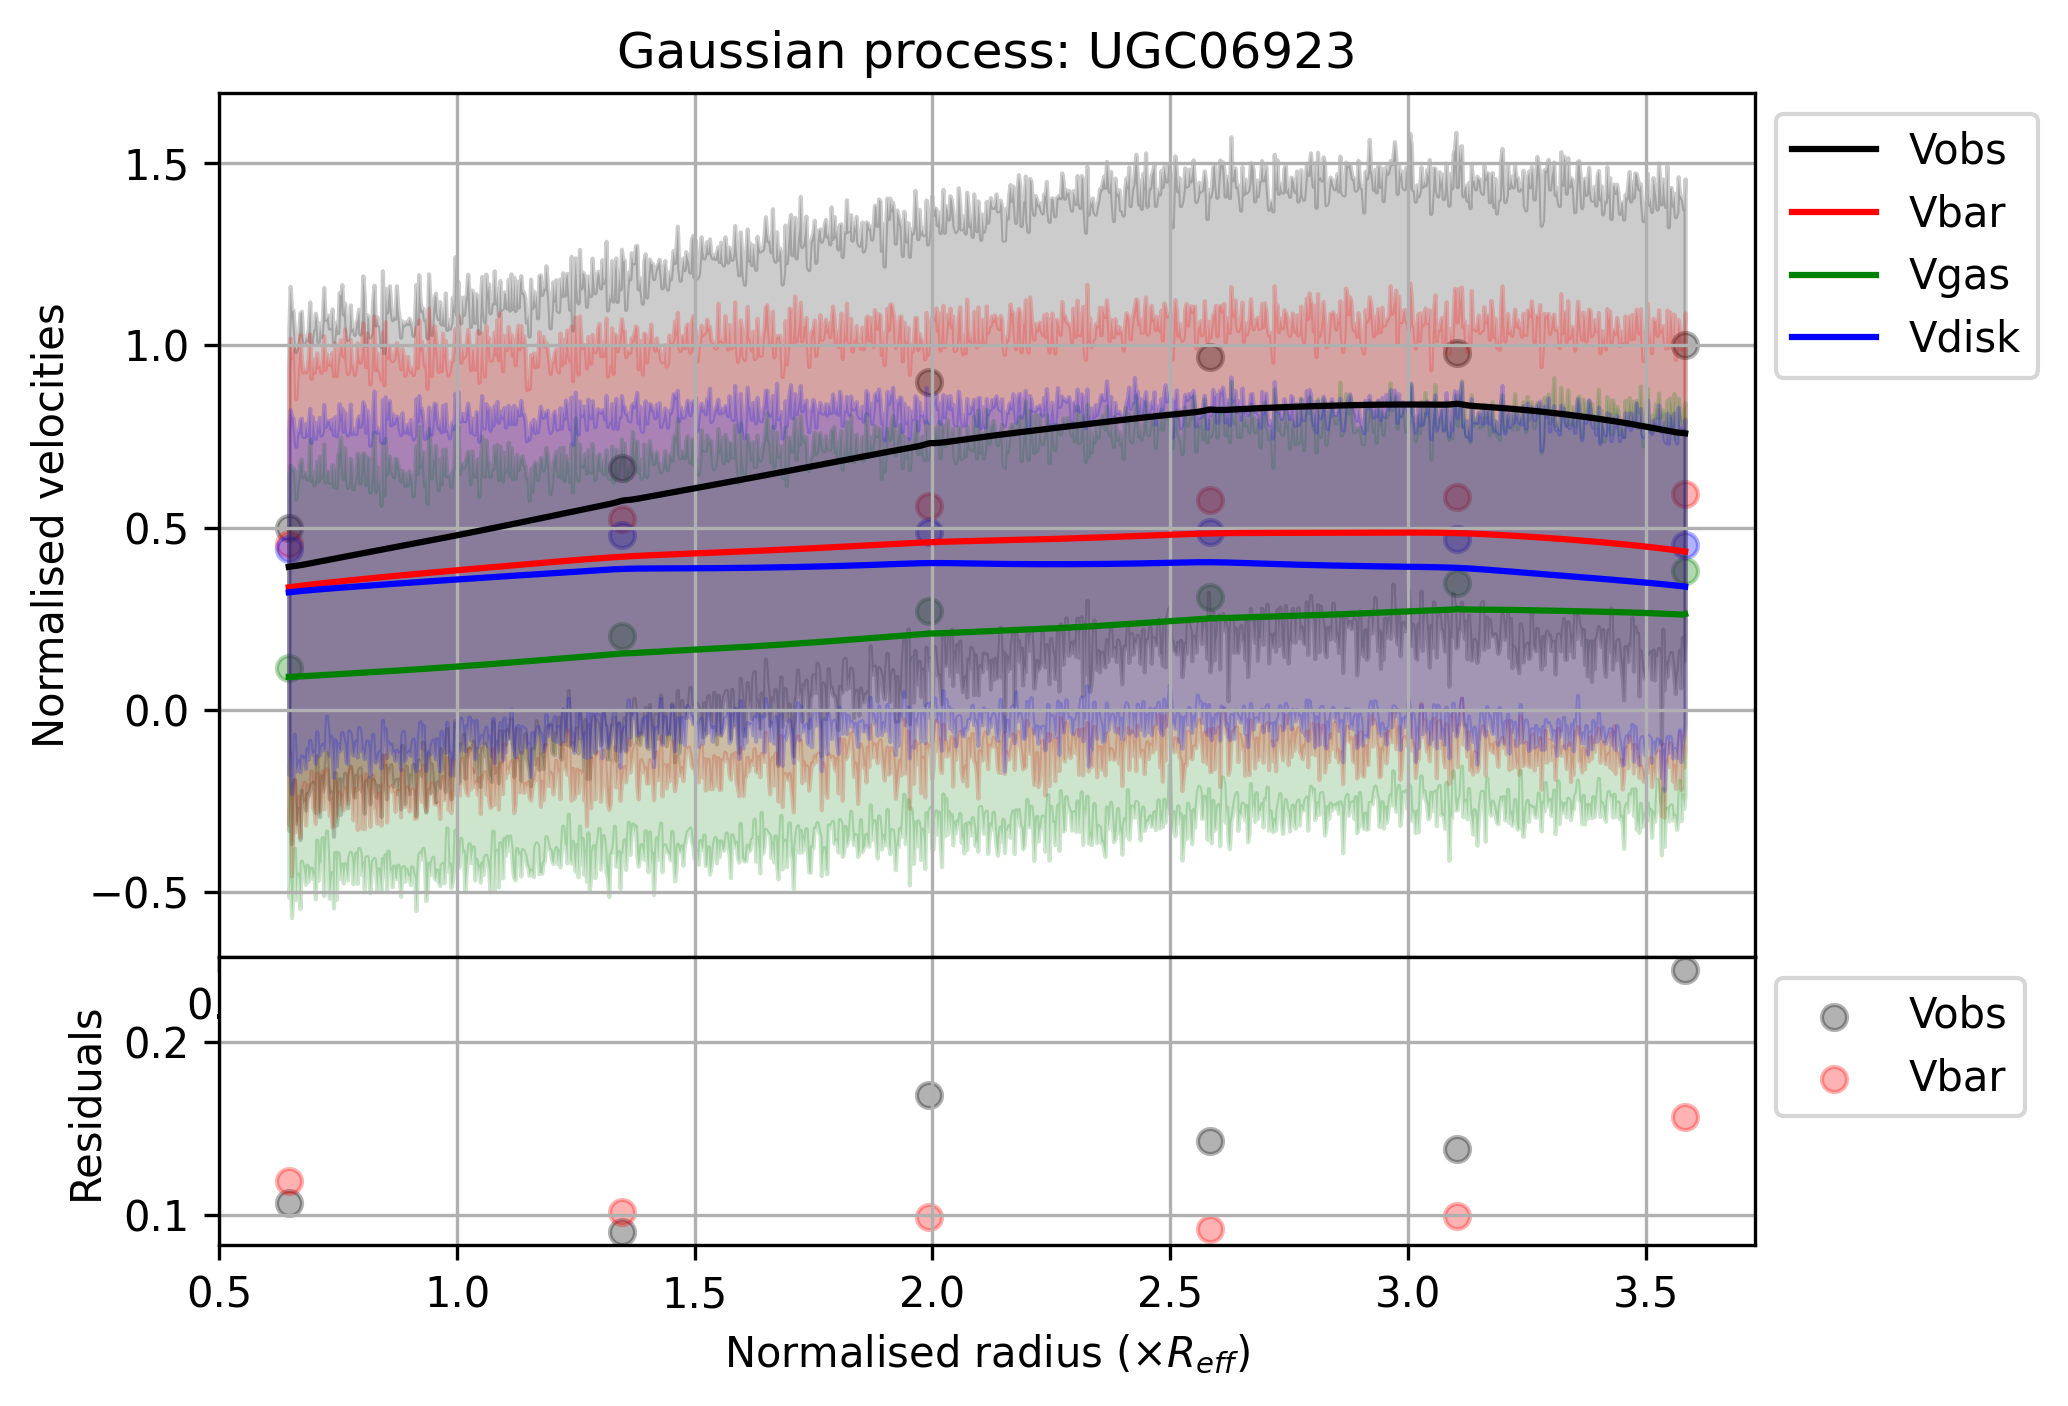 Gaussian process: UGC06923
Normalised velocities
1.5
1.0
0.5
0.0
−0.5
Vobs
Vbar
Vgas
Vdisk
0.
Residuals
0.2
0.1
Vobs
Vbar
0.5 1.0 1.5 2.0 2.5 3.0 3.5
Normalised radius (×R_eff)